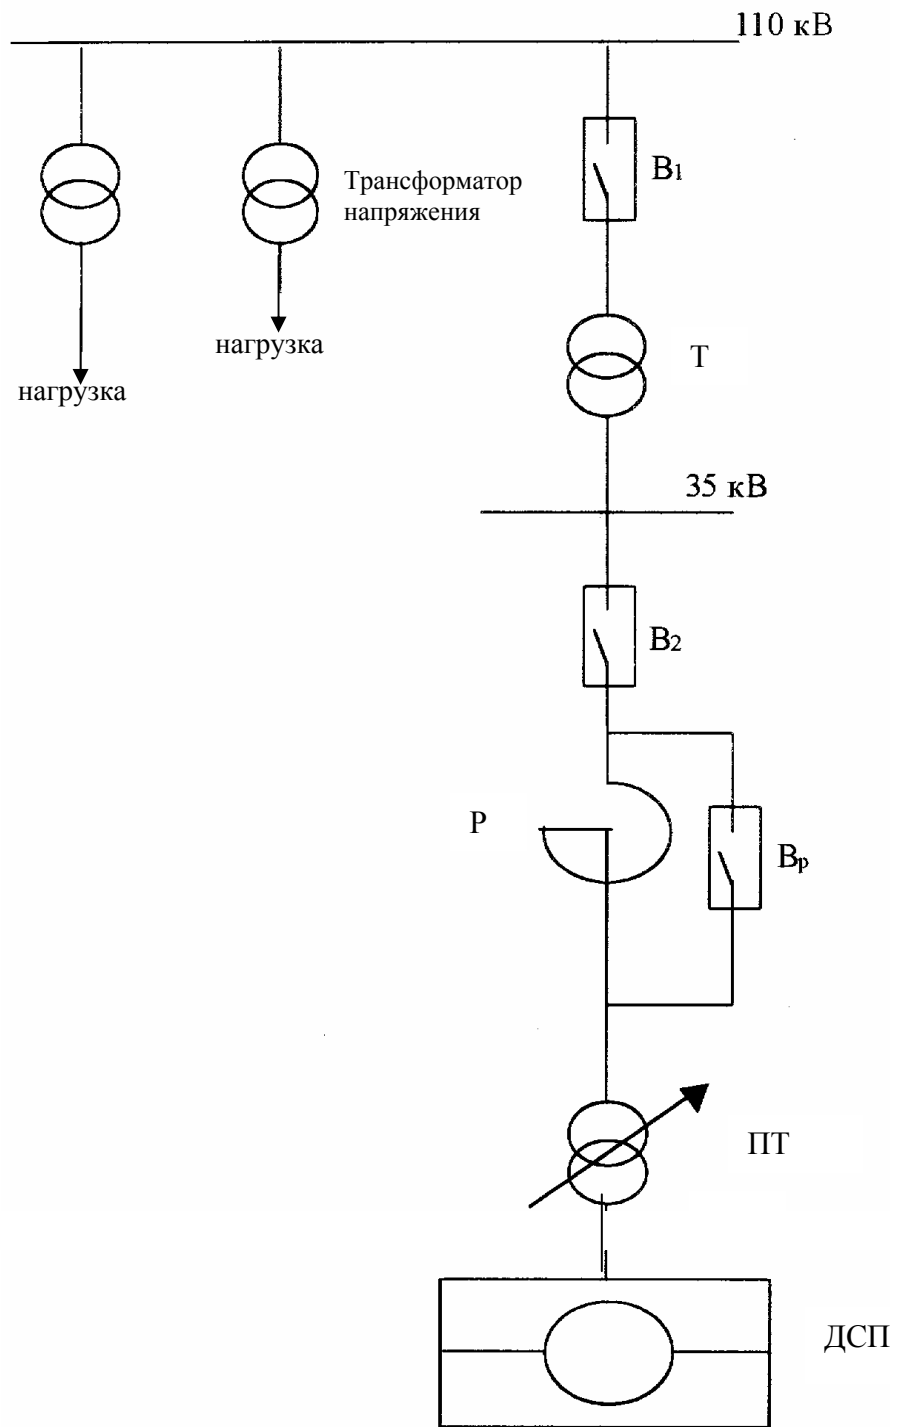 110 кВ
В1
Трансформатор
напряжения
нагрузка
нагрузка
Т
35 кВ
В2
Р
Вр
ПТ
ДСП